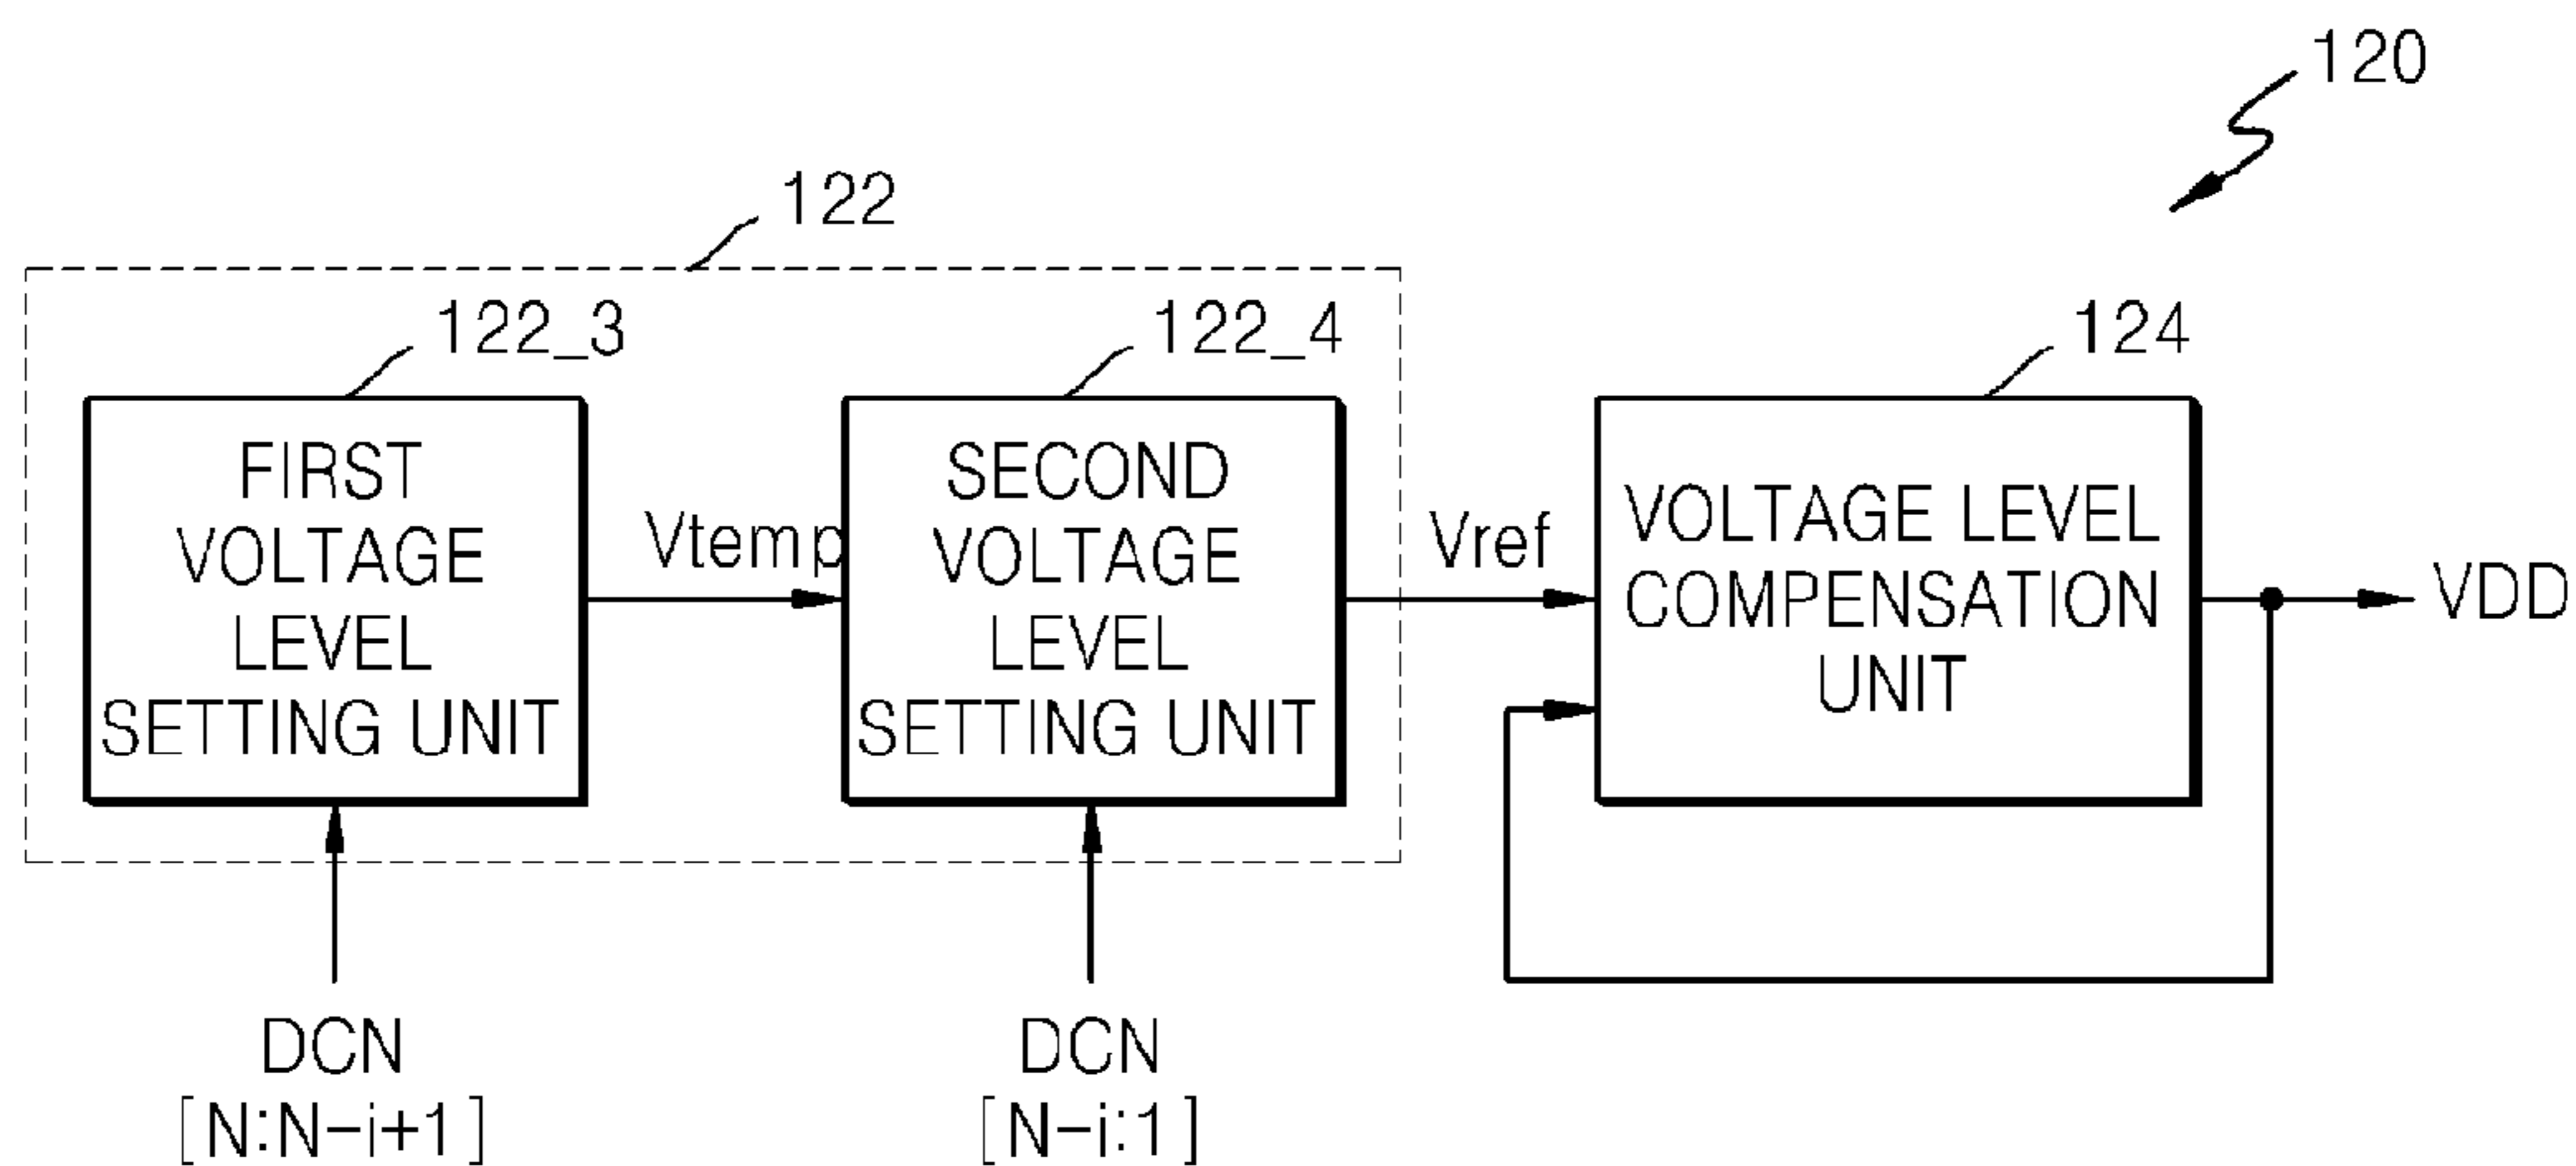 120
122
122_3
122_4
124
FIRST
VOLTAGE
LEVEL
SETTING UNIT
Vtemp
SECOND
VOLTAGE
LEVEL
SETTING UNIT
Vref
VOLTAGE LEVEL
COMPENSATION
UNIT
VDD
DCN
[N:N-i+1]
DCN
[N-i:1]